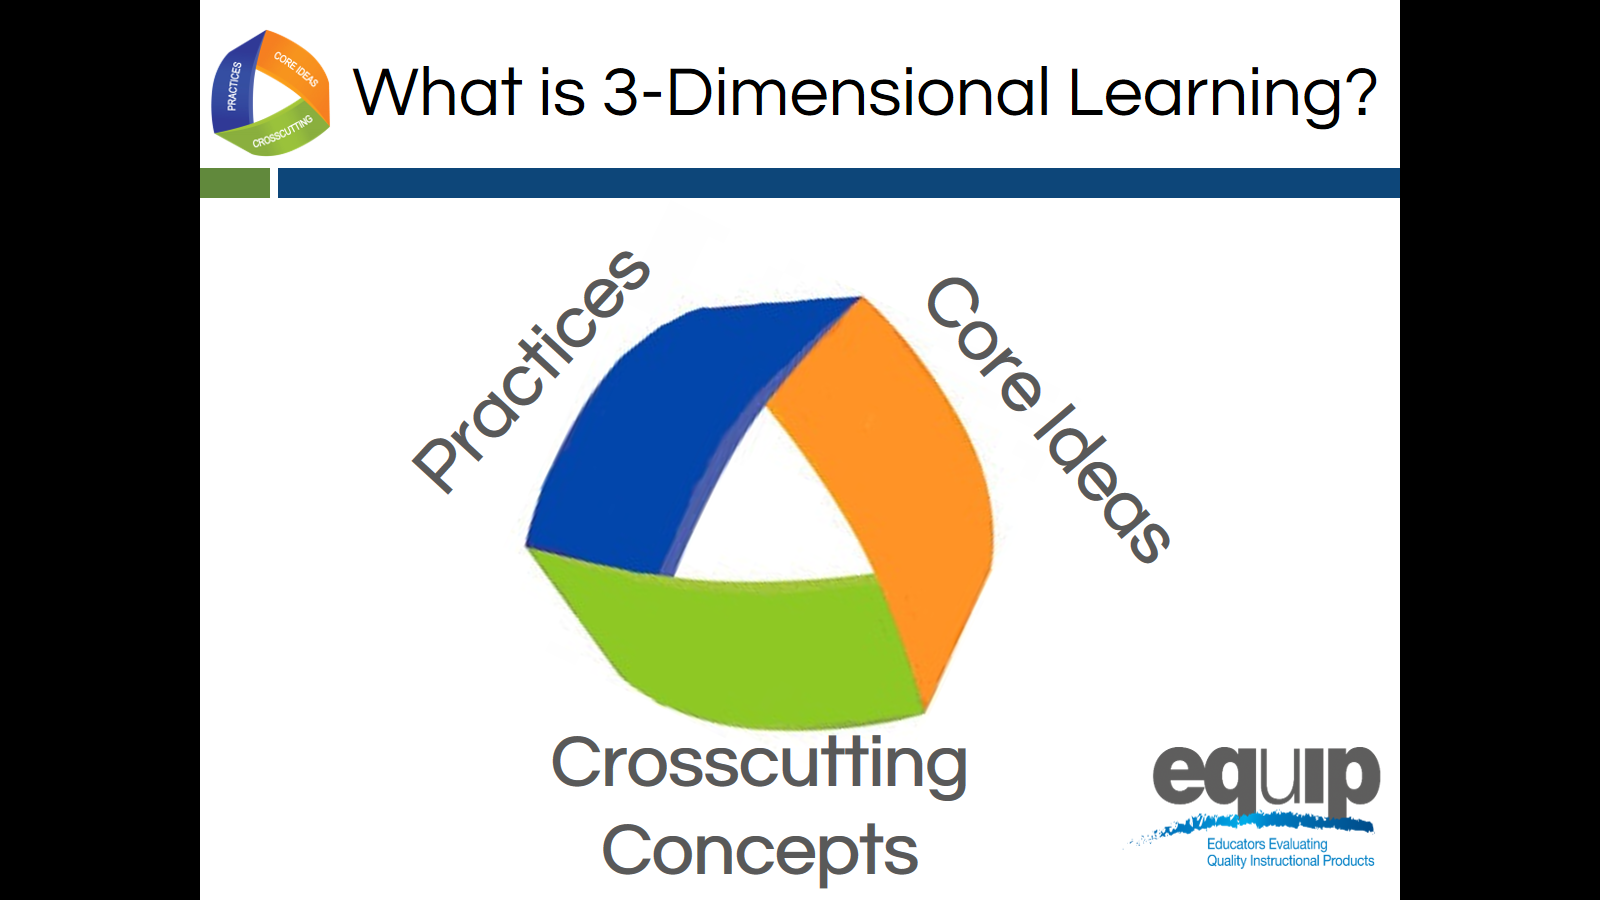 PRACTICES
CORE IDEAS
CROSSCUTTING
What is 3-Dimensional Learning?
Practices
Core Ideas
Crosscutting
Concepts
equip
Educators Evaluating
Quality Instructional Products